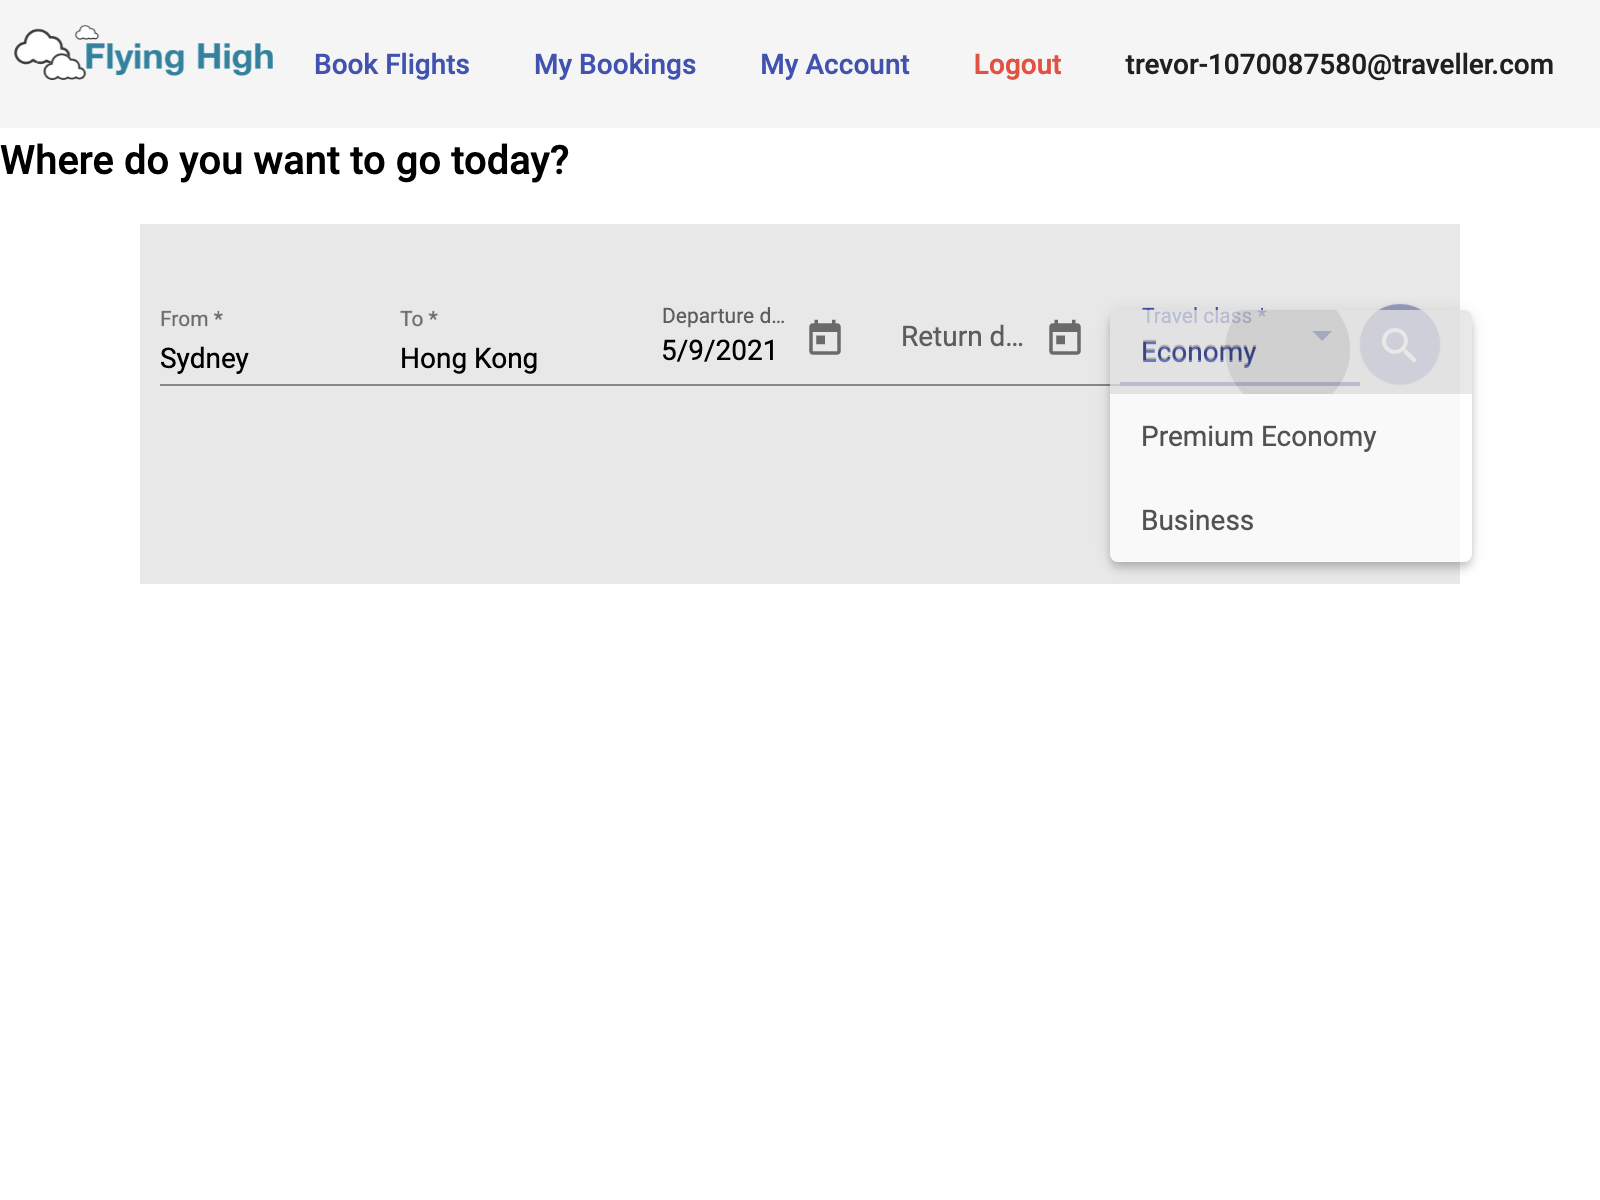 Flying High
Book Flights
My Bookings
My Account
Logout
trevor-1070087580@traveller.com
Where do you want to go today?
From *
Sydney
To *
Hong Kong
Departure d...
5/9/2021
Return d...
Travel class *
Economy
Premium Economy
Business